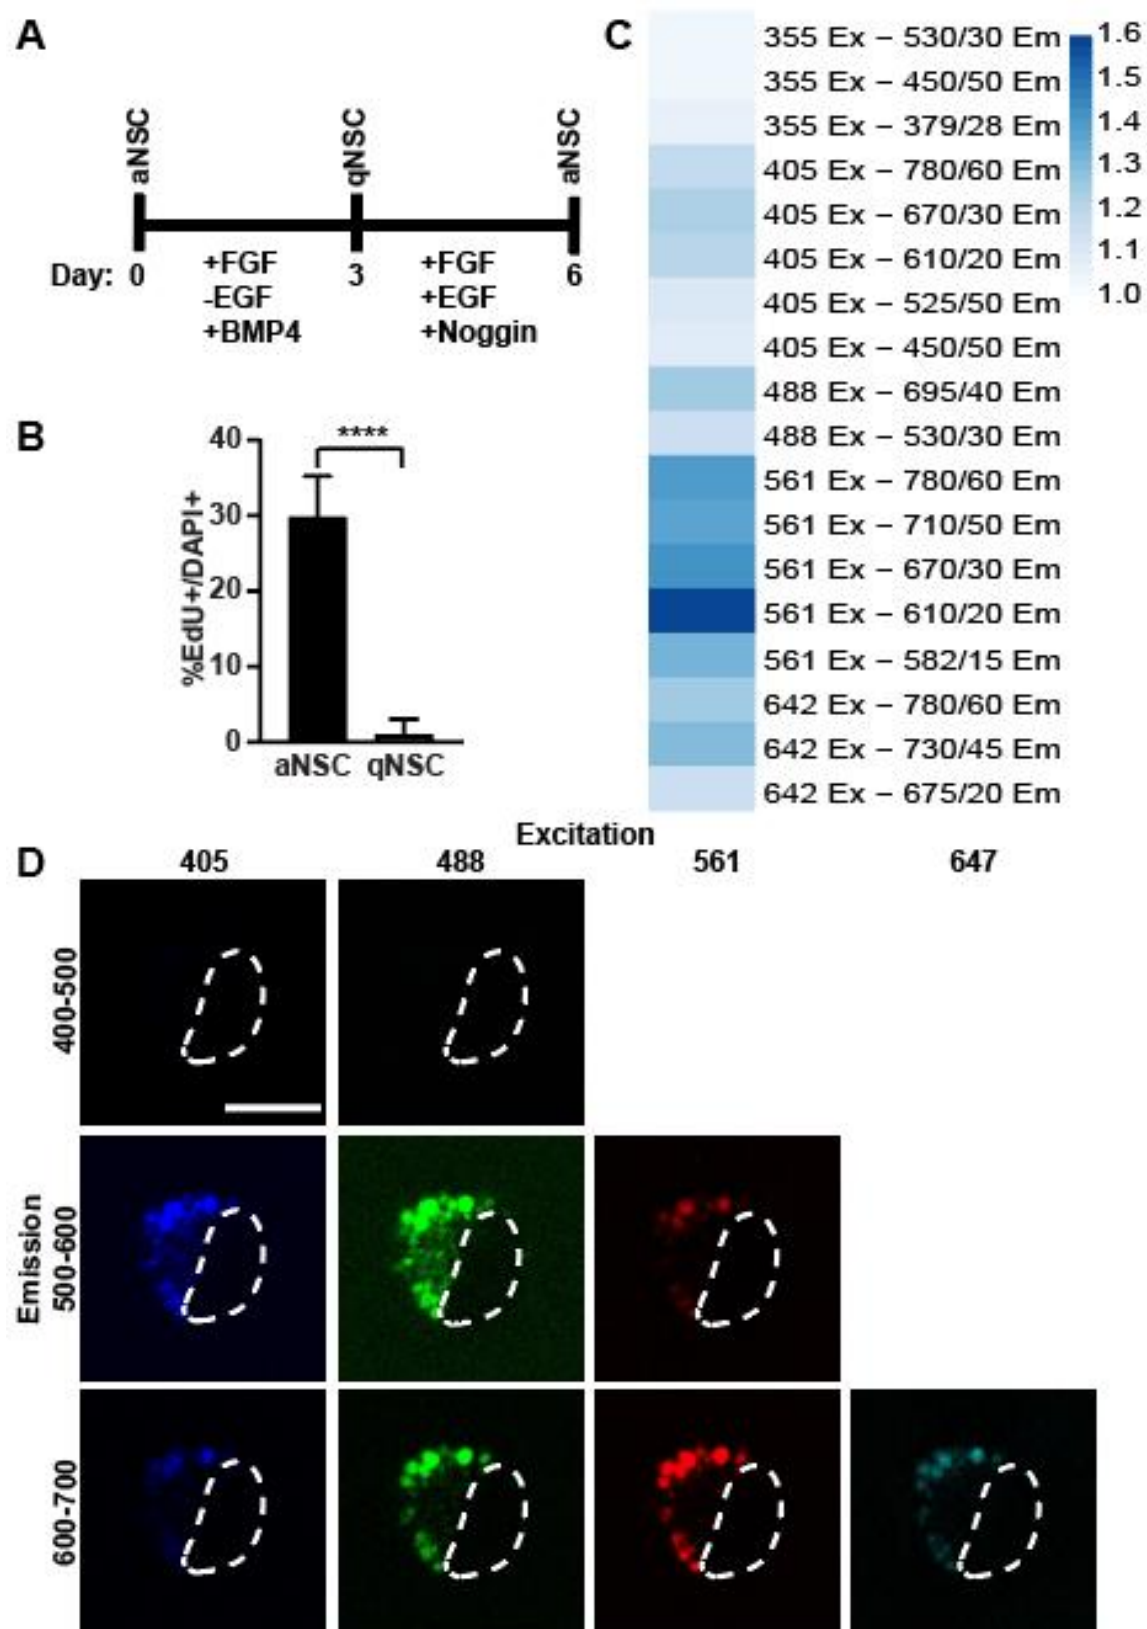 A
aNSC
qNSC
aNSC
Day: 0
3
6
+FGF
-EGF
+BMP4
+FGF
+EGF
+Noggin
B
%EdU+/DAPI+
40
30
20
10
0
****
aNSC qNSC
C
355 Ex – 530/30 Em
355 Ex – 450/50 Em
355 Ex – 379/28 Em
405 Ex – 780/60 Em
405 Ex – 670/30 Em
405 Ex – 610/20 Em
405 Ex – 525/50 Em
405 Ex – 450/50 Em
488 Ex – 695/40 Em
488 Ex – 530/30 Em
561 Ex – 780/60 Em
561 Ex – 710/50 Em
561 Ex – 670/30 Em
561 Ex – 610/20 Em
561 Ex – 582/15 Em
642 Ex – 780/60 Em
642 Ex – 730/45 Em
642 Ex – 675/20 Em
1.6
1.5
1.4
1.3
1.2
1.1
1.0
D
Excitation
405 488 561 647
Emission
400-500
500-600
600-700